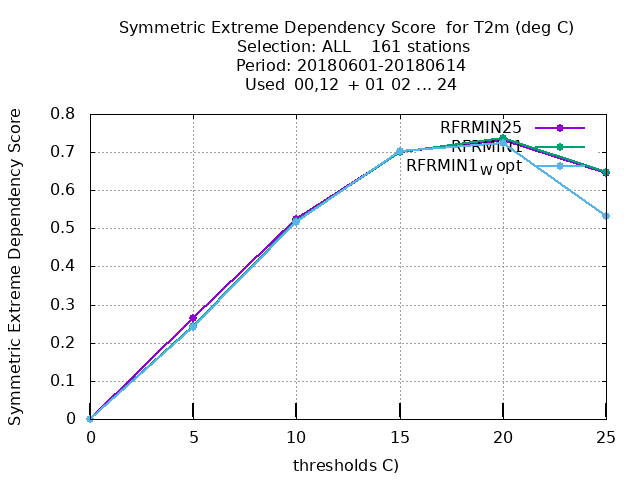 Symmetric Extreme Dependency Score for T2m (deg C)
Selection: ALL 161 stations
Period: 20180601-20180614
Used 00,12 + 01 02 ... 24
Symmetric Extreme Dependency Score
0.8
0.7
0.6
0.5
0.4
0.3
0.2
0.1
0
RFRMIN25
RFRMIN1
RFRMIN1W opt
0 5 10 15 20 25
thresholds C)